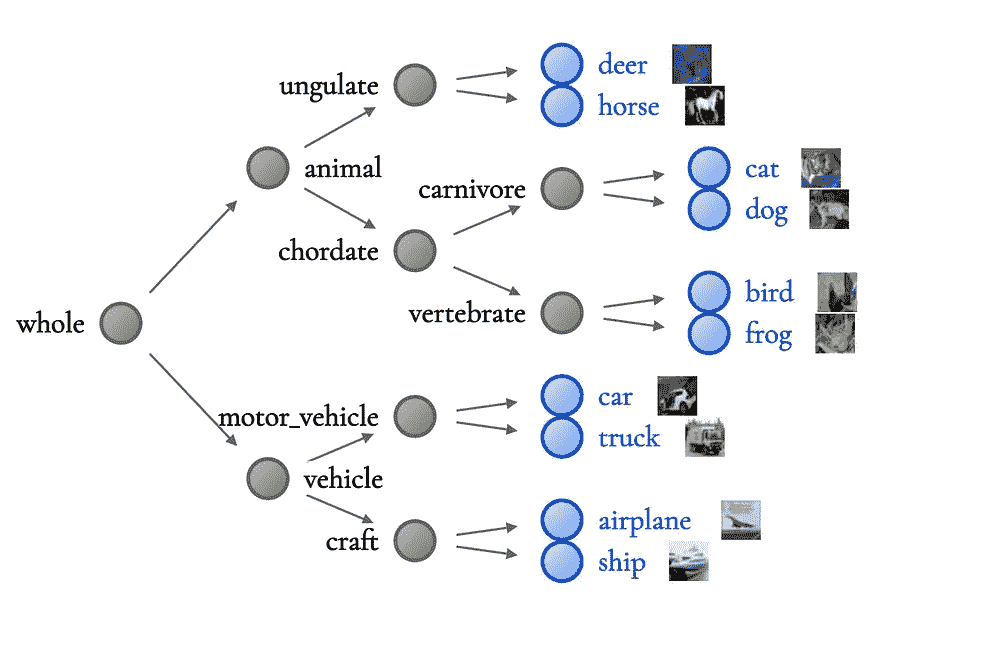 ungulate
deer
horse
animal
carnivore
cat
dog
chordate
vertebrate
bird
frog
whole
motor_vehicle
car
truck
vehicle
craft
airplane
ship